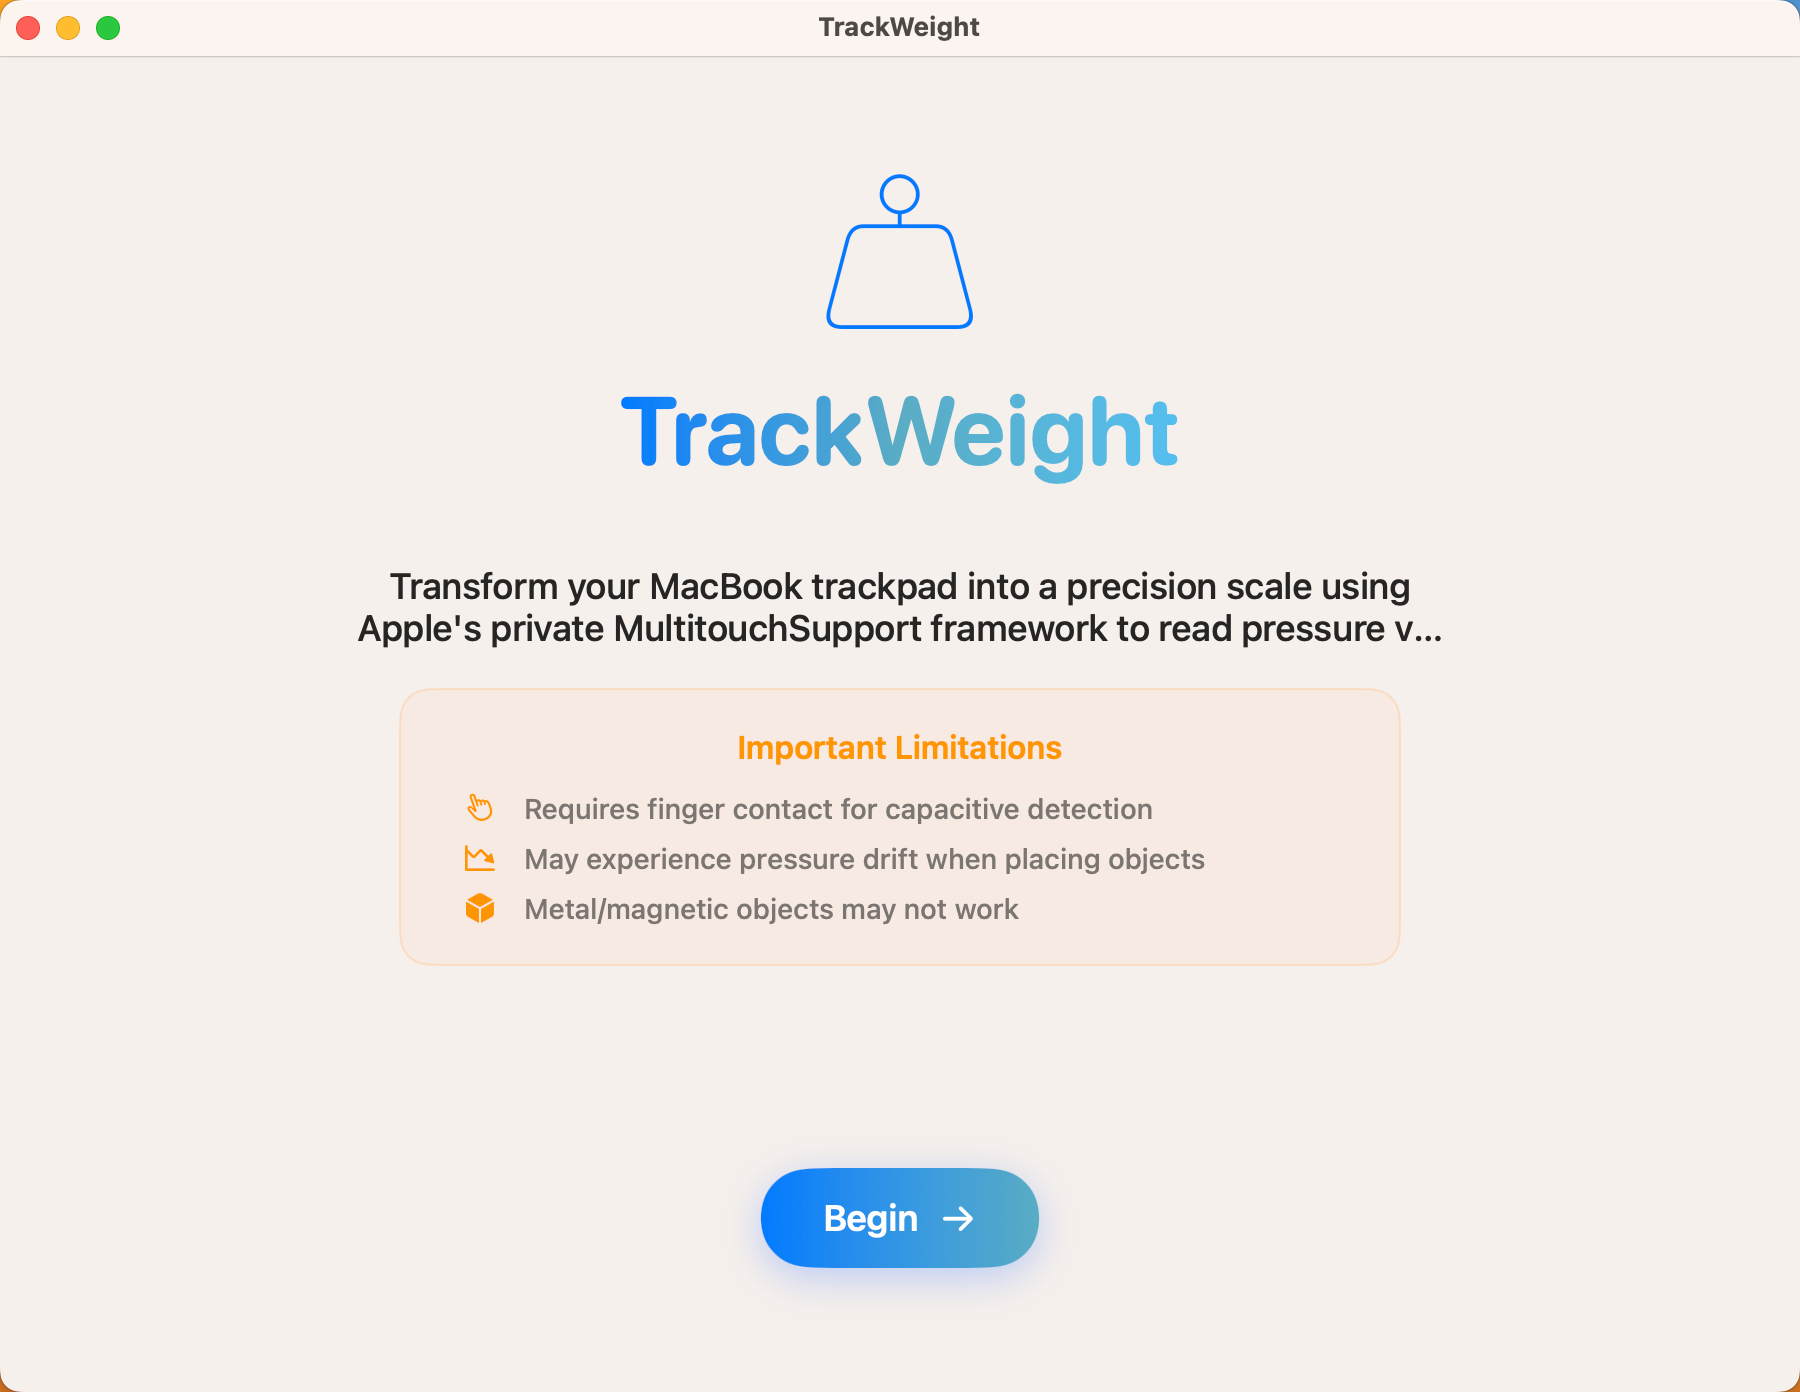 TrackWeight
TrackWeight
Transform your MacBook trackpad into a precision scale using
Apple's private MultitouchSupport framework to read pressure v...
Important Limitations
Requires finger contact for capacitive detection
May experience pressure drift when placing objects
Metal/magnetic objects may not work
Begin →